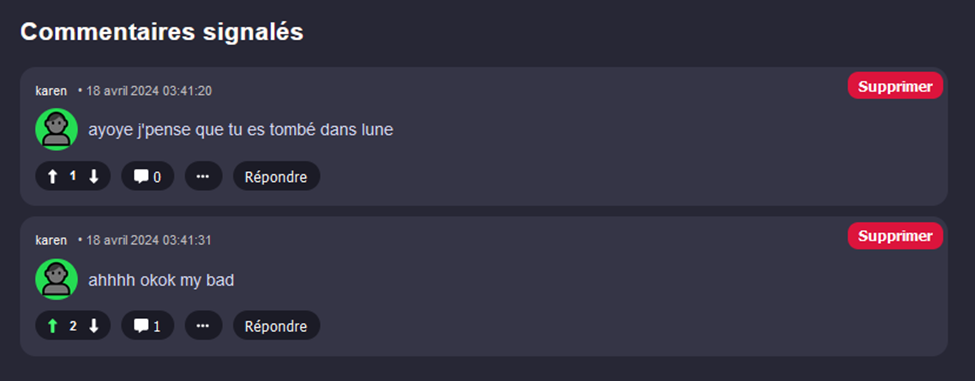 Commentaires signalés
karen • 18 avril 2024 03:41:20
Supprimer
ayoye j'pense que tu es tombé dans lune
1 0 ••• Répondre
karen • 18 avril 2024 03:41:31
Supprimer
ahhhh okok my bad
2 1 ••• Répondre